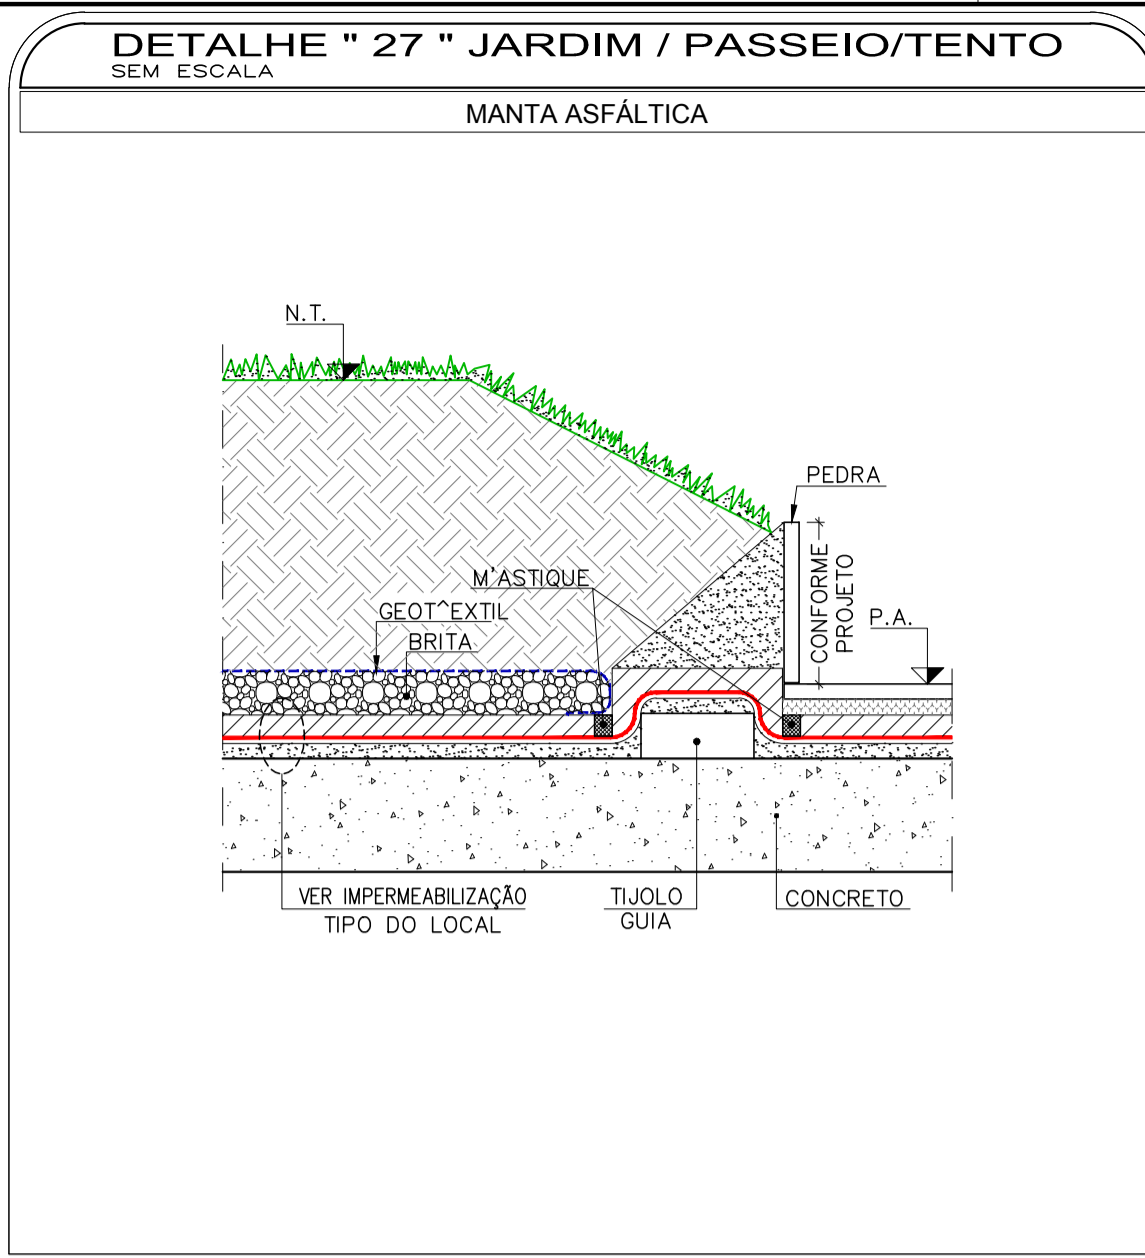 DETALHE " 27 " JARDIM / PASSEIO/TENTO
SEM ESCALA
MANTA ASFÁLTICA
N.T.
PEDRA
M'ASTIQUE
CONFORME
PROJETO
GEOT^EXTIL
P.A.
BRITA
VER IMPERMEABILIZAÇÃO
TIPO DO LOCAL
TIJOLO
GUIA
CONCRETO